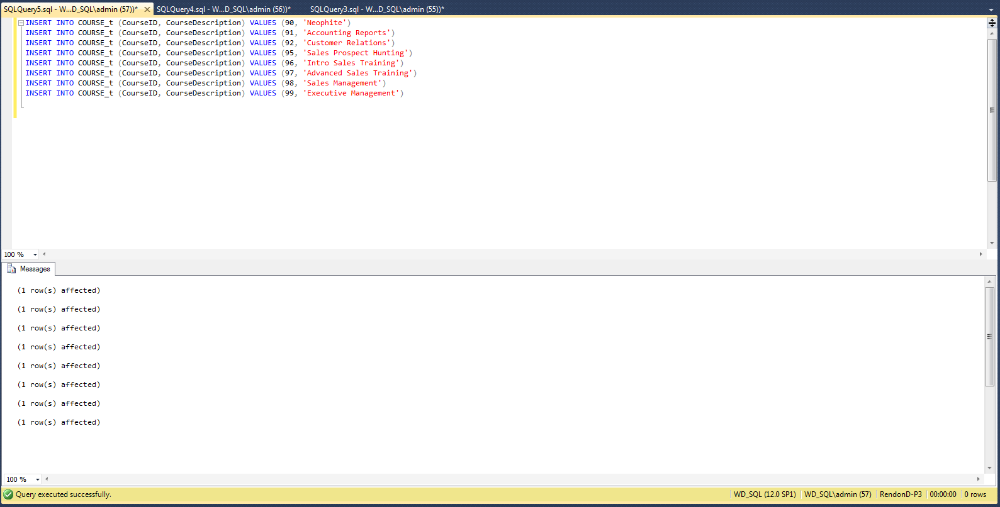 SQLQuery5.sql - W...D_SQL\admin (57))* SQLQuery4.sql - W...D_SQL\admin (56))* SQLQuery3.sql - W...D_SQL\admin (55))*
INSERT INTO COURSE_t (CourseID, CourseDescription) VALUES (90, 'Neophite')
INSERT INTO COURSE_t (CourseID, CourseDescription) VALUES (91, 'Accounting Reports')
INSERT INTO COURSE_t (CourseID, CourseDescription) VALUES (92, 'Customer Relations')
INSERT INTO COURSE_t (CourseID, CourseDescription) VALUES (95, 'Sales Prospect Hunting')
INSERT INTO COURSE_t (CourseID, CourseDescription) VALUES (96, 'Intro Sales Training')
INSERT INTO COURSE_t (CourseID, CourseDescription) VALUES (97, 'Advanced Sales Training')
INSERT INTO COURSE_t (CourseID, CourseDescription) VALUES (98, 'Sales Management')
INSERT INTO COURSE_t (CourseID, CourseDescription) VALUES (99, 'Executive Management')
100 %
Messages
(1 row(s) affected)
(1 row(s) affected)
(1 row(s) affected)
(1 row(s) affected)
(1 row(s) affected)
(1 row(s) affected)
(1 row(s) affected)
(1 row(s) affected)
100 %
Query executed successfully. WD_SQL (12.0 SP1) WD_SQL\admin (57) RendonD-P3 00:00:00 0 rows